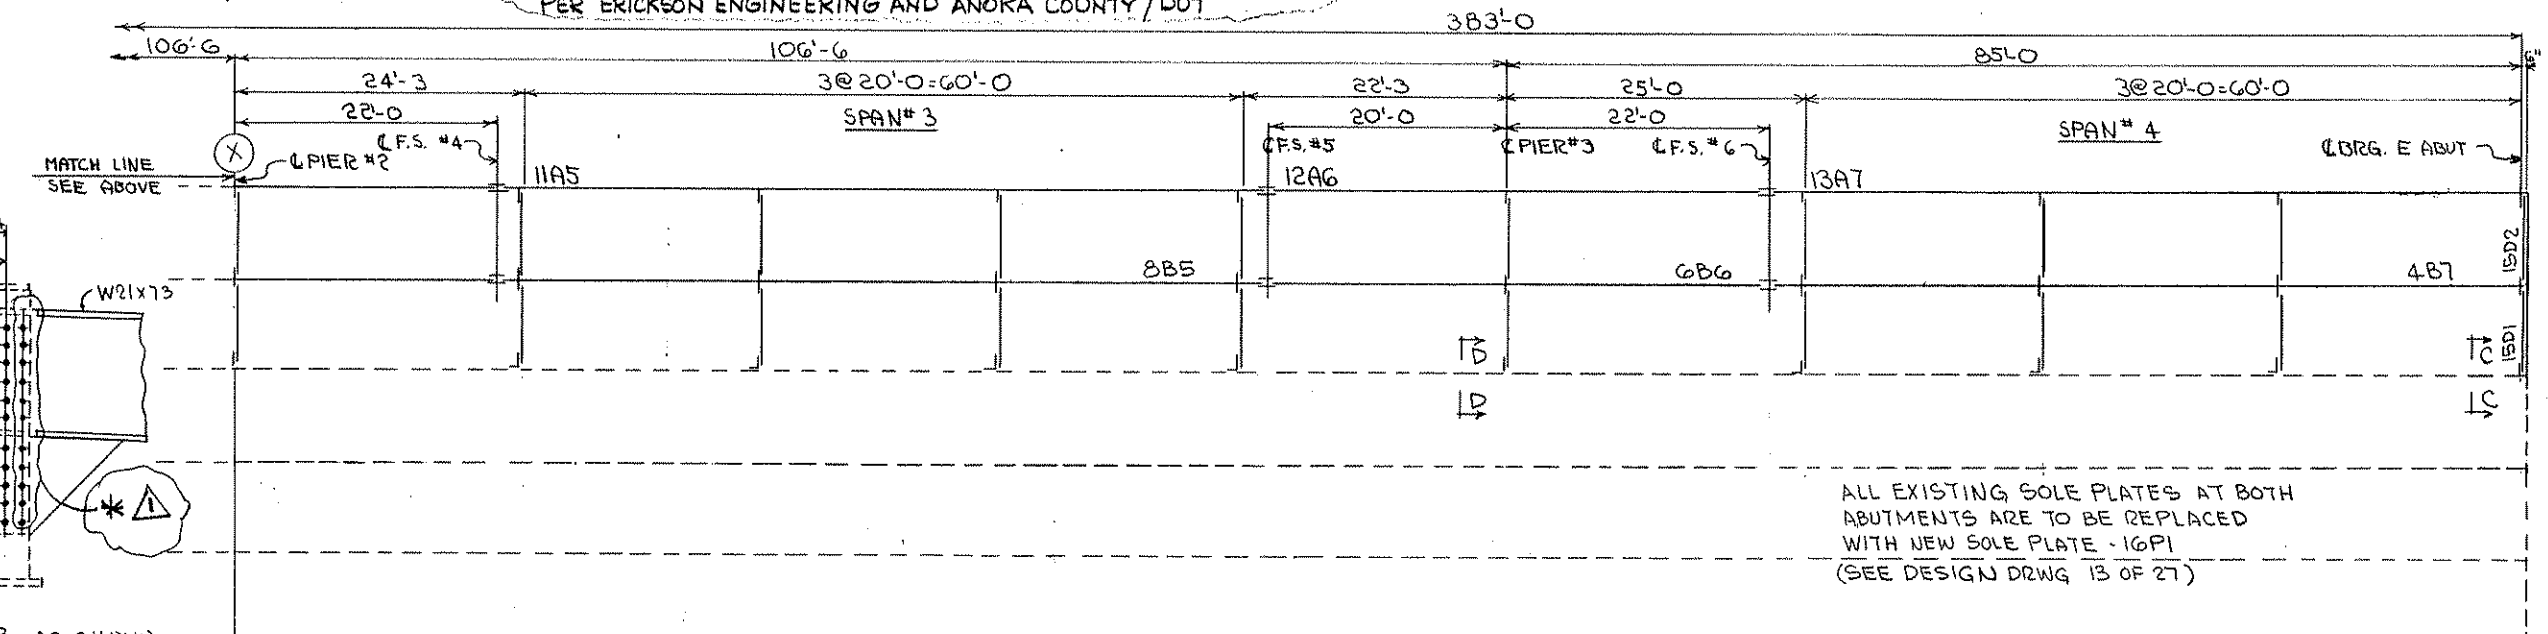 PER ERICKSON ENGINEERING AND ANOKA COUNTY/DOT
383'-0
106'-6
106'-6
85'-0
6"
24'-3
3@20'-0=60'-0
22'-3
25'-0
3@20'-0=60'-0
22'-0
SPAN# 3
20'-0
22'-0
SPAN# 4
X
℄ PIER #2
℄ F.S. #4
℄ F.S. #5
℄ PIER #3
℄ F.S. #6
℄ BRG. E ABUT
MATCH LINE
SEE ABOVE
11A5
12A6
13A7
8B5
6B6
4B7
15D2
15D1
W21x73
D
D
C
C
* 1
ALL EXISTING SOLE PLATES AT BOTH
ABUTMENTS ARE TO BE REPLACED
WITH NEW SOLE PLATE - 16P1
(SEE DESIGN DRWG 13 OF 27)